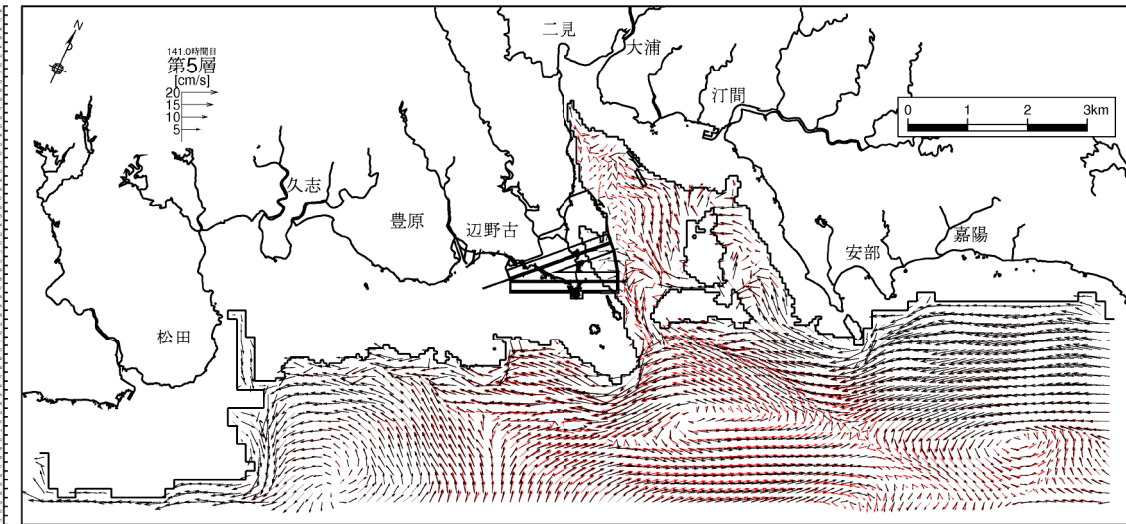 N
141.0時間目
第5層
[cm/s]
20
15
10
5
二見
大浦
汀間
0 1 2 3km
久志
豊原
辺野古
安部
嘉陽
松田